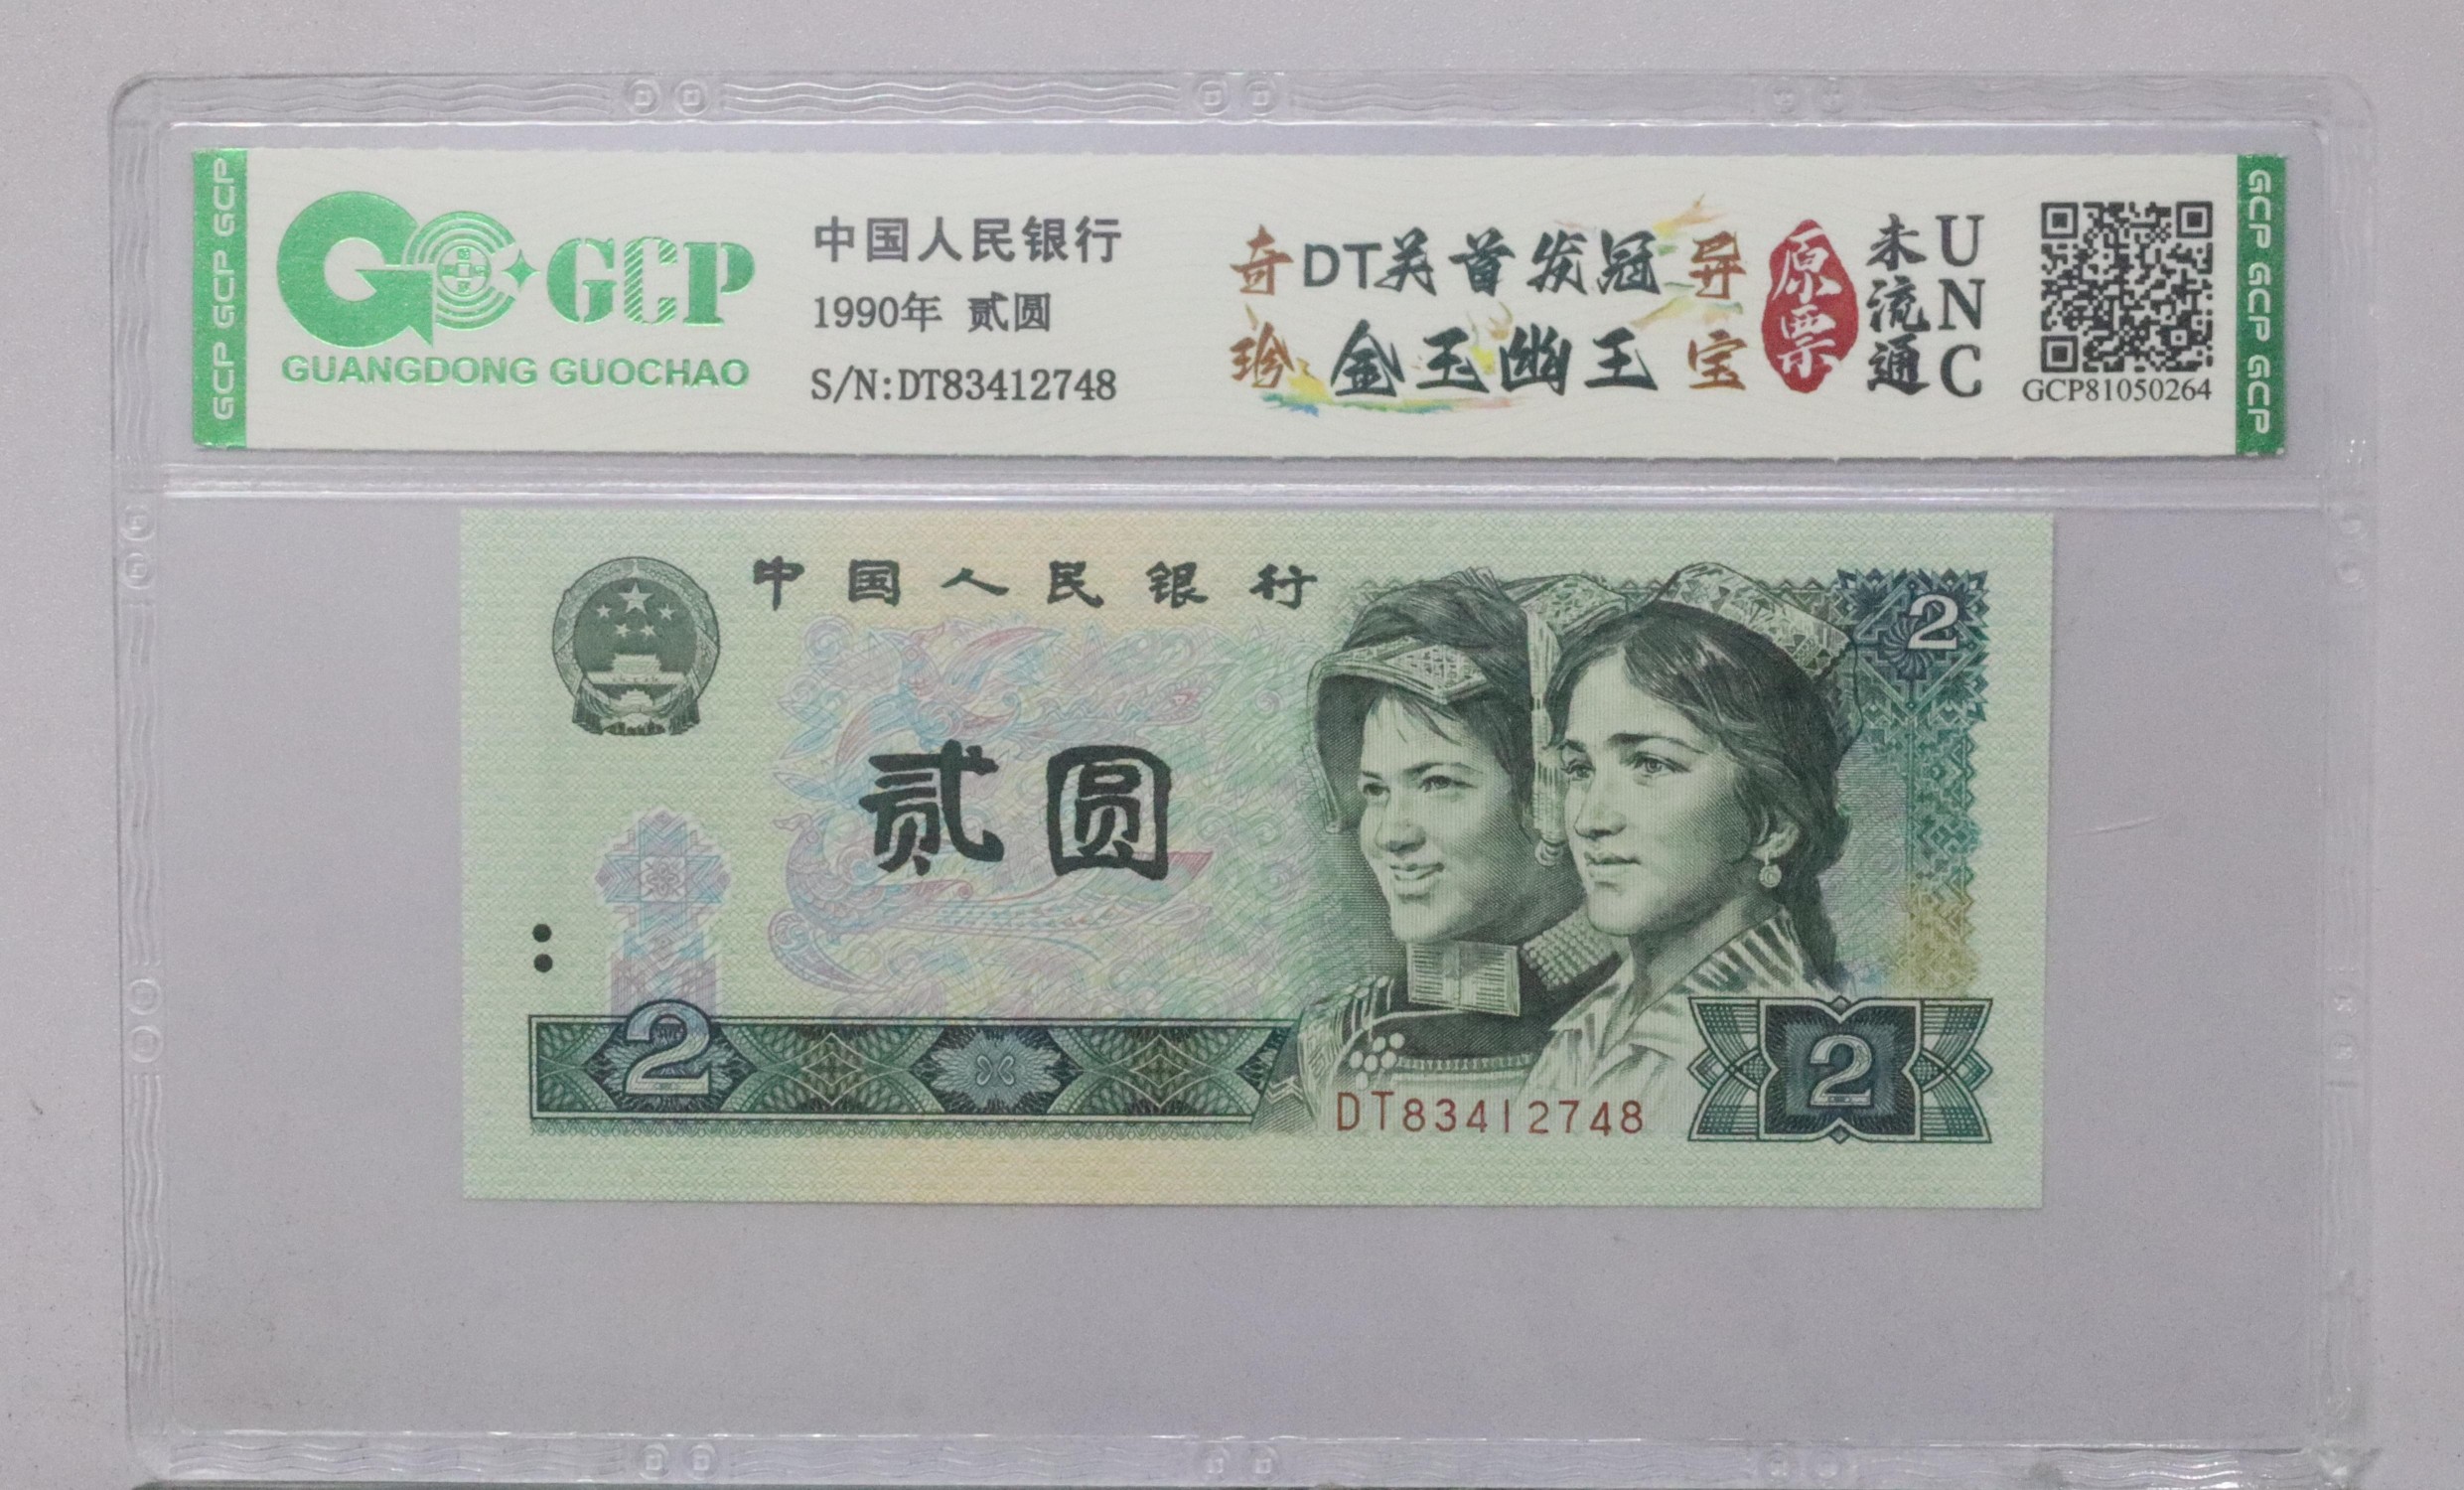 GCP GCP GCP
GCP
GUANGDONG GUOCHAO
中国人民银行
1990年 贰圆
S/N:DT83412748
奇DT关首发冠异
珍金玉幽王宝
原票
未流通
UNC
GCP81050264
GCP GCP GCP
中国人民银行
2
贰圆
2
DT83412748
2